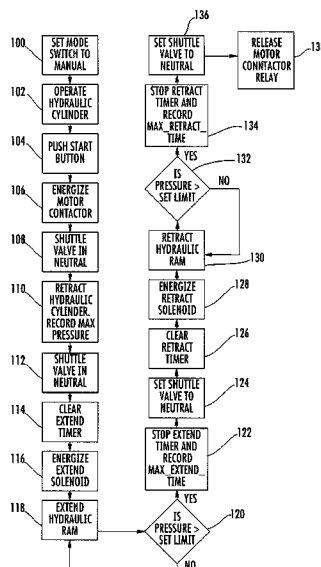 100
SET MODE
SWITCH TO
MANUAL
102
OPERATE
HYDRAULIC
CYLINDER
104
PUSH START
BUTTON
106
ENERGIZE
MOTOR
CONTACTOR
108
SHUTTLE
VALVE IN
NEUTRAL
110
RETRACT
HYDRAULIC
CYLINDER.
RECORD MAX
PRESSURE
112
SHUTTLE
VALVE IN
NEUTRAL
114
CLEAR
EXTEND
TIMER
116
ENERGIZE
EXTEND
SOLENOID
118
EXTEND
HYDRAULIC
RAM
IS
PRESSURE >
SET LIMIT
120
NO
YES
STOP EXTEND
TIMER AND
RECORD
MAX_EXTEND_
TIME
122
SET SHUTTLE
VALVE TO
NEUTRAL
124
CLEAR
RETRACT
TIMER
126
ENERGIZE
RETRACT
SOLENOID
128
RETRACT
HYDRAULIC
RAM
130
IS
PRESSURE >
SET LIMIT
132
NO
YES
STOP RETRACT
TIMER AND
RECORD
MAX_RETRACT_
TIME
134
SET SHUTTLE
VALVE TO
NEUTRAL
136
RELEASE
MOTOR CONNTACTOR
RELAY